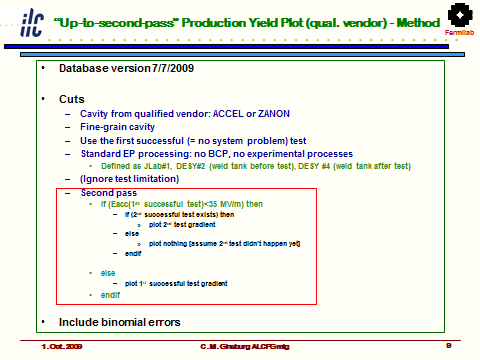 ilc
"Up-to-second-pass" Production Yield Plot (qual. vendor) - Method
Fermilab
• Database version 7/7/2009
• Cuts
– Cavity from qualified vendor: ACCEL or ZANON
– Fine-grain cavity
– Use the first successful (= no system problem) test
– Standard EP processing: no BCP, no experimental processes
• Defined as JLab#1, DESY#2 (weld tank before test), DESY #4 (weld tank after test)
– (Ignore test limitation)
– Second pass
• if (Eacc(1st successful test)<35 MV/m) then
– if (2nd successful test exists) then
» plot 2nd test gradient
– else
» plot nothing [assume 2nd test didn't happen yet]
– endif
• else
– plot 1st successful test gradient
• endif
• Include binomial errors
1. Oct. 2009
C. M. Ginsburg ALCPG mtg
9